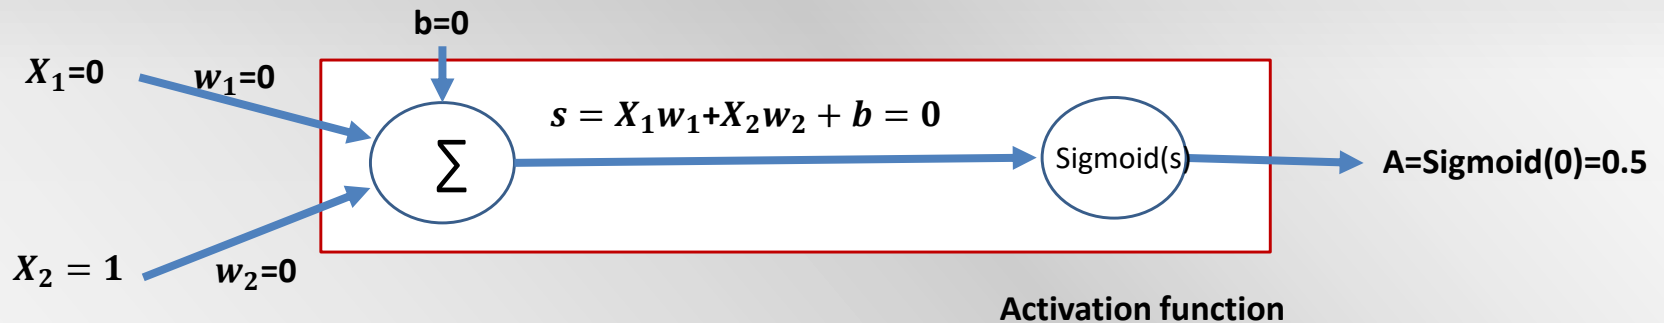 b=0
X₁=0
w₁=0
s = X₁w₁+X₂w₂ + b = 0
∑
Sigmoid(s)
A=Sigmoid(0)=0.5
X₂ = 1
w₂=0
Activation function